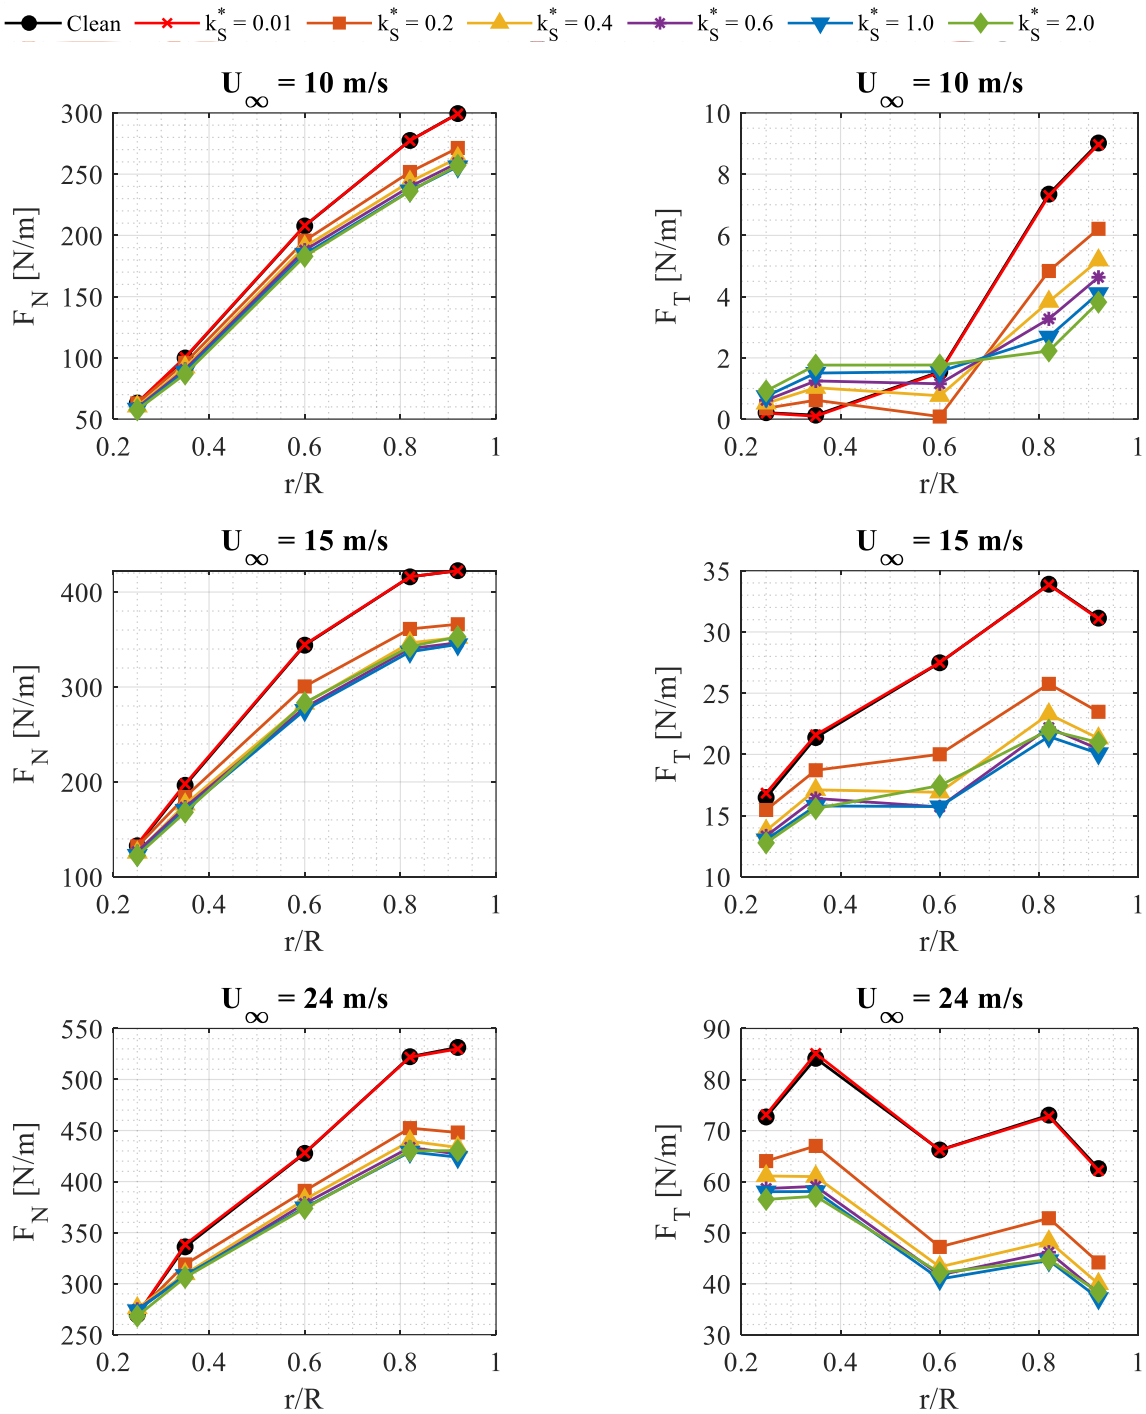 Clean k*S = 0.01 k*S = 0.2 k*S = 0.4 k*S = 0.6 k*S = 1.0 k*S = 2.0
U∞ = 10 m/s
300
250
200
150
100
50
0.2 0.4 0.6 0.8 1
FN [N/m]
r/R
U∞ = 10 m/s
10
8
6
4
2
0
0.2 0.4 0.6 0.8 1
FT [N/m]
r/R
U∞ = 15 m/s
400
300
200
100
0.2 0.4 0.6 0.8 1
FN [N/m]
r/R
U∞ = 15 m/s
35
30
25
20
15
10
0.2 0.4 0.6 0.8 1
FT [N/m]
r/R
U∞ = 24 m/s
550
500
450
400
350
300
250
0.2 0.4 0.6 0.8 1
FN [N/m]
r/R
U∞ = 24 m/s
90
80
70
60
50
40
30
0.2 0.4 0.6 0.8 1
FT [N/m]
r/R